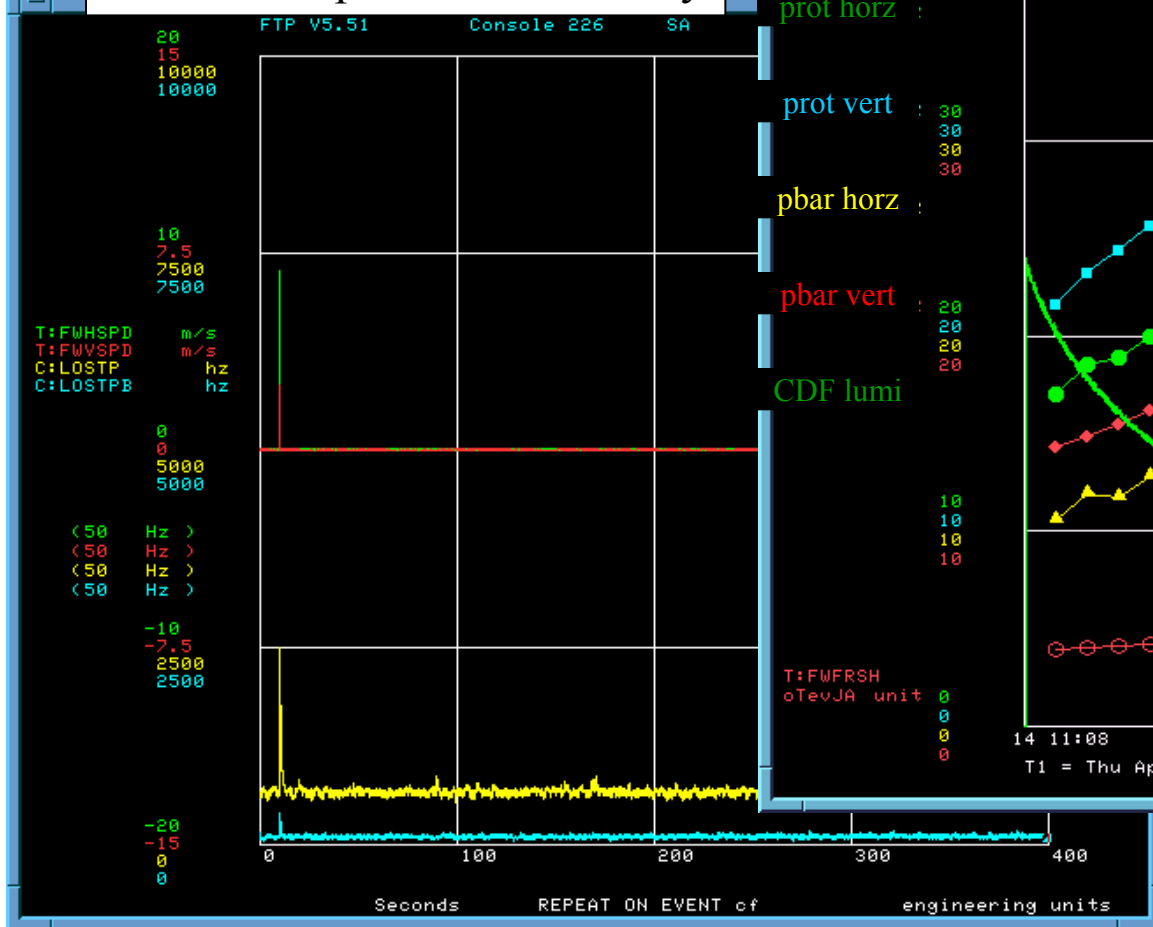 FTP V5.51 Console 226 SA
20
15
10000
10000
10
7.5
7500
7500
T:FWHSPD m/s
T:FWVSPD m/s
C:LOSTP hz
C:LOSTPB hz
0
0
5000
5000
(50 Hz )
(50 Hz )
(50 Hz )
(50 Hz )
-10
-7.5
2500
2500
-20
-15
0
0
0 100 200 300 400
Seconds REPEAT ON EVENT cf engineering units
prot horz :
prot vert :
30
30
30
30
pbar horz :
pbar vert :
20
20
20
20
CDF lumi
10
10
10
10
T:FWFRSH
oTevJA unit
0
0
0
0
14 11:08
T1 = Thu Ap